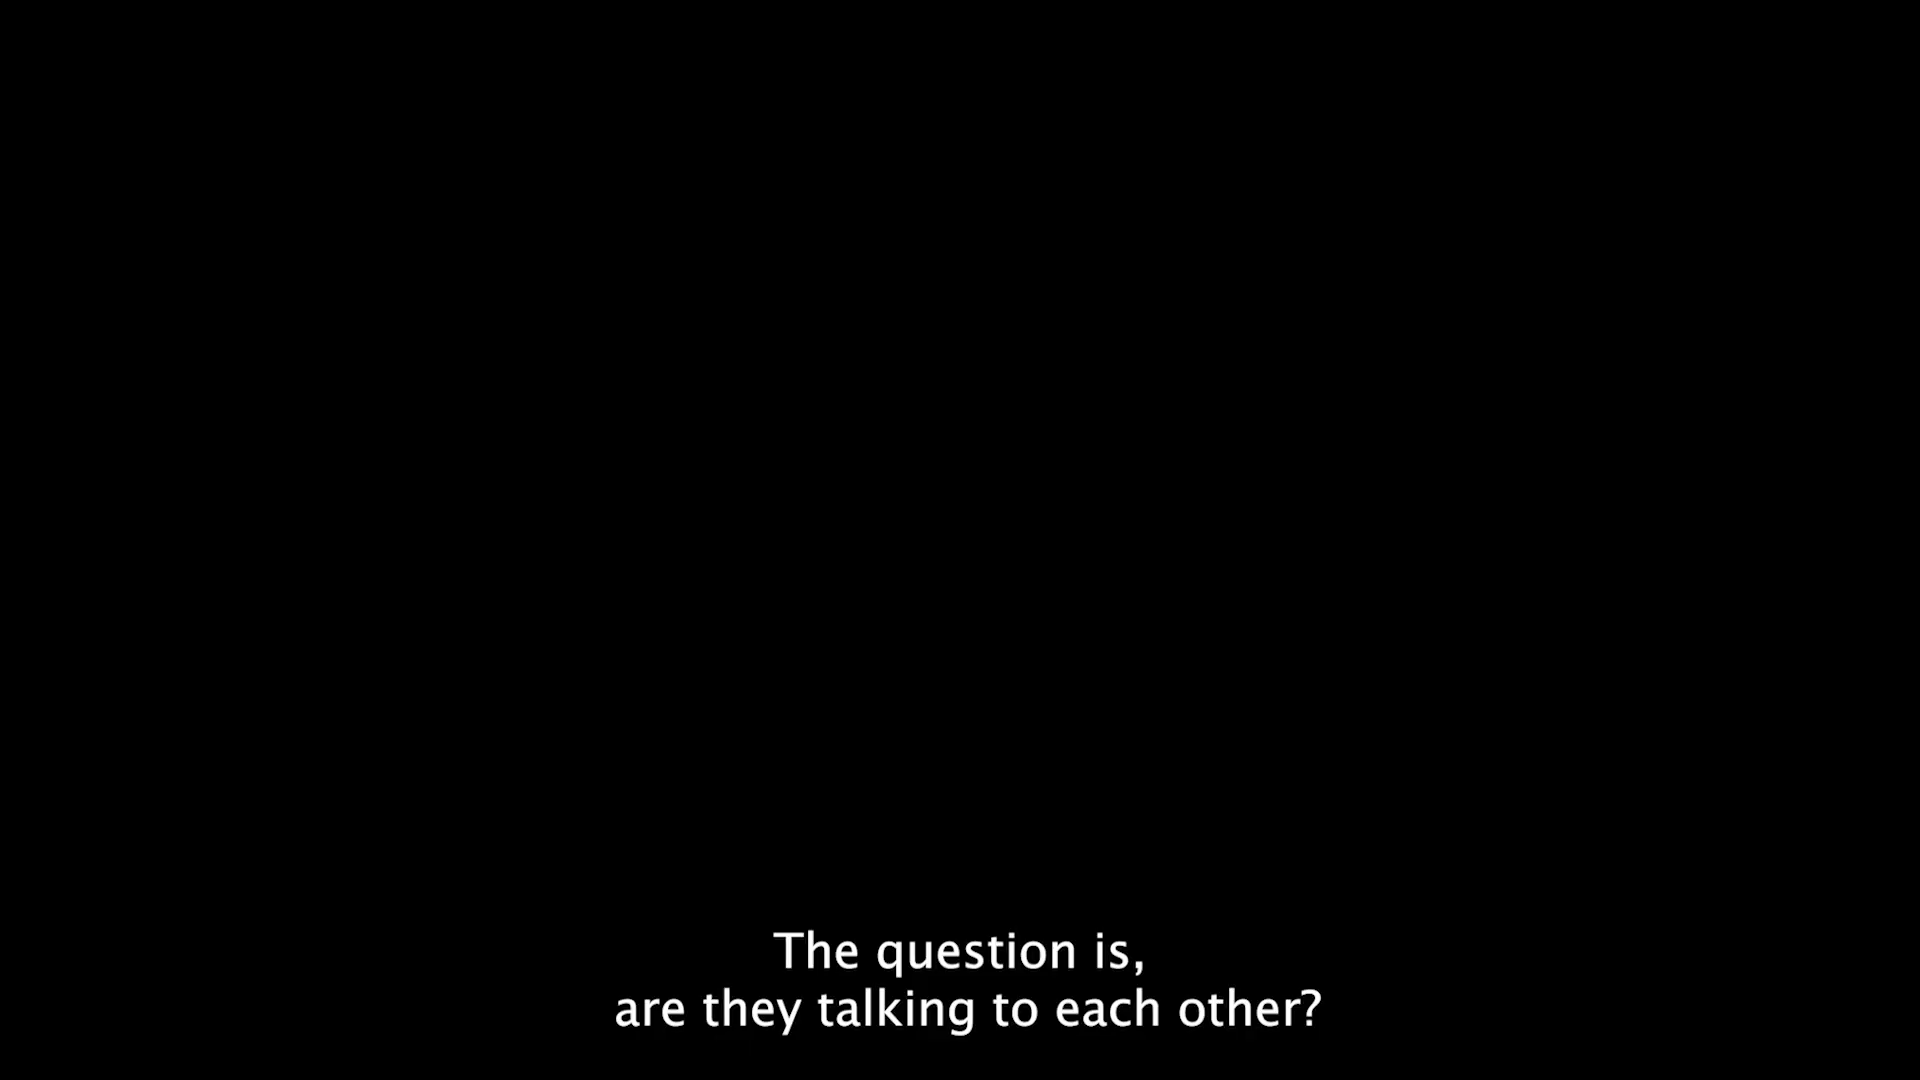 The question is,
are they talking to each other?